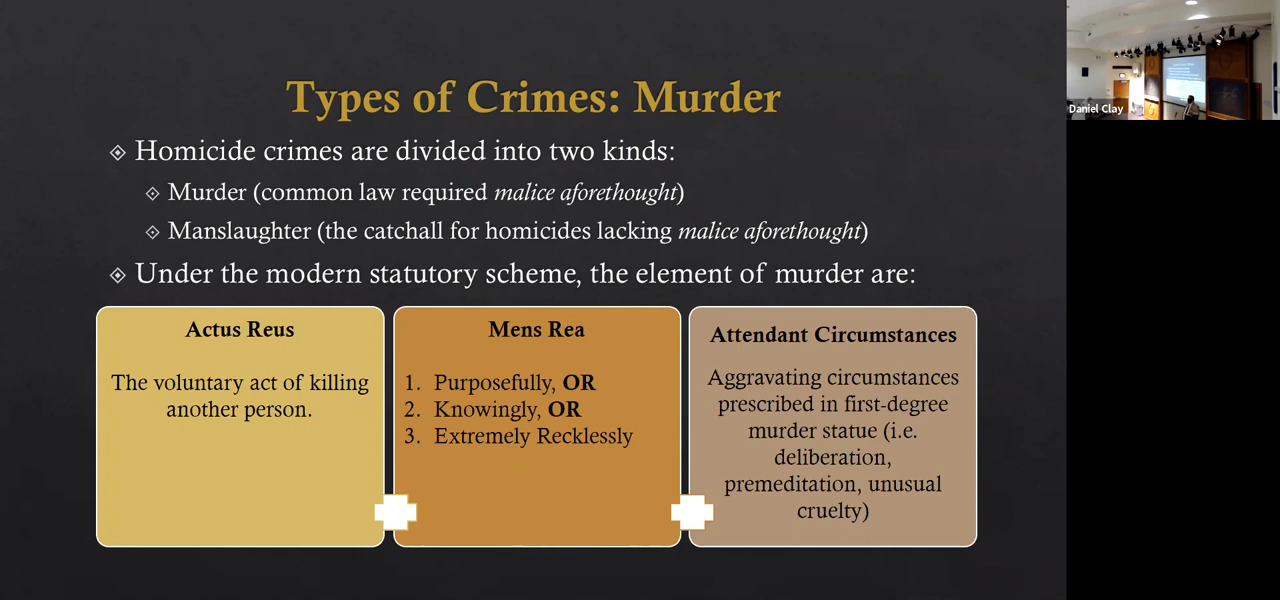 Types of Crimes: Murder
Homicide crimes are divided into two kinds:
Murder (common law required malice aforethought)
Manslaughter (the catchall for homicides lacking malice aforethought)
Under the modern statutory scheme, the element of murder are:
Actus Reus
The voluntary act of killing
another person.
Mens Rea
1. Purposefully, OR
2. Knowingly, OR
3. Extremely Recklessly
Attendant Circumstances
Aggravating circumstances
prescribed in first-degree
murder statue (i.e.
deliberation,
premeditation, unusual
cruelty)
Daniel Clay